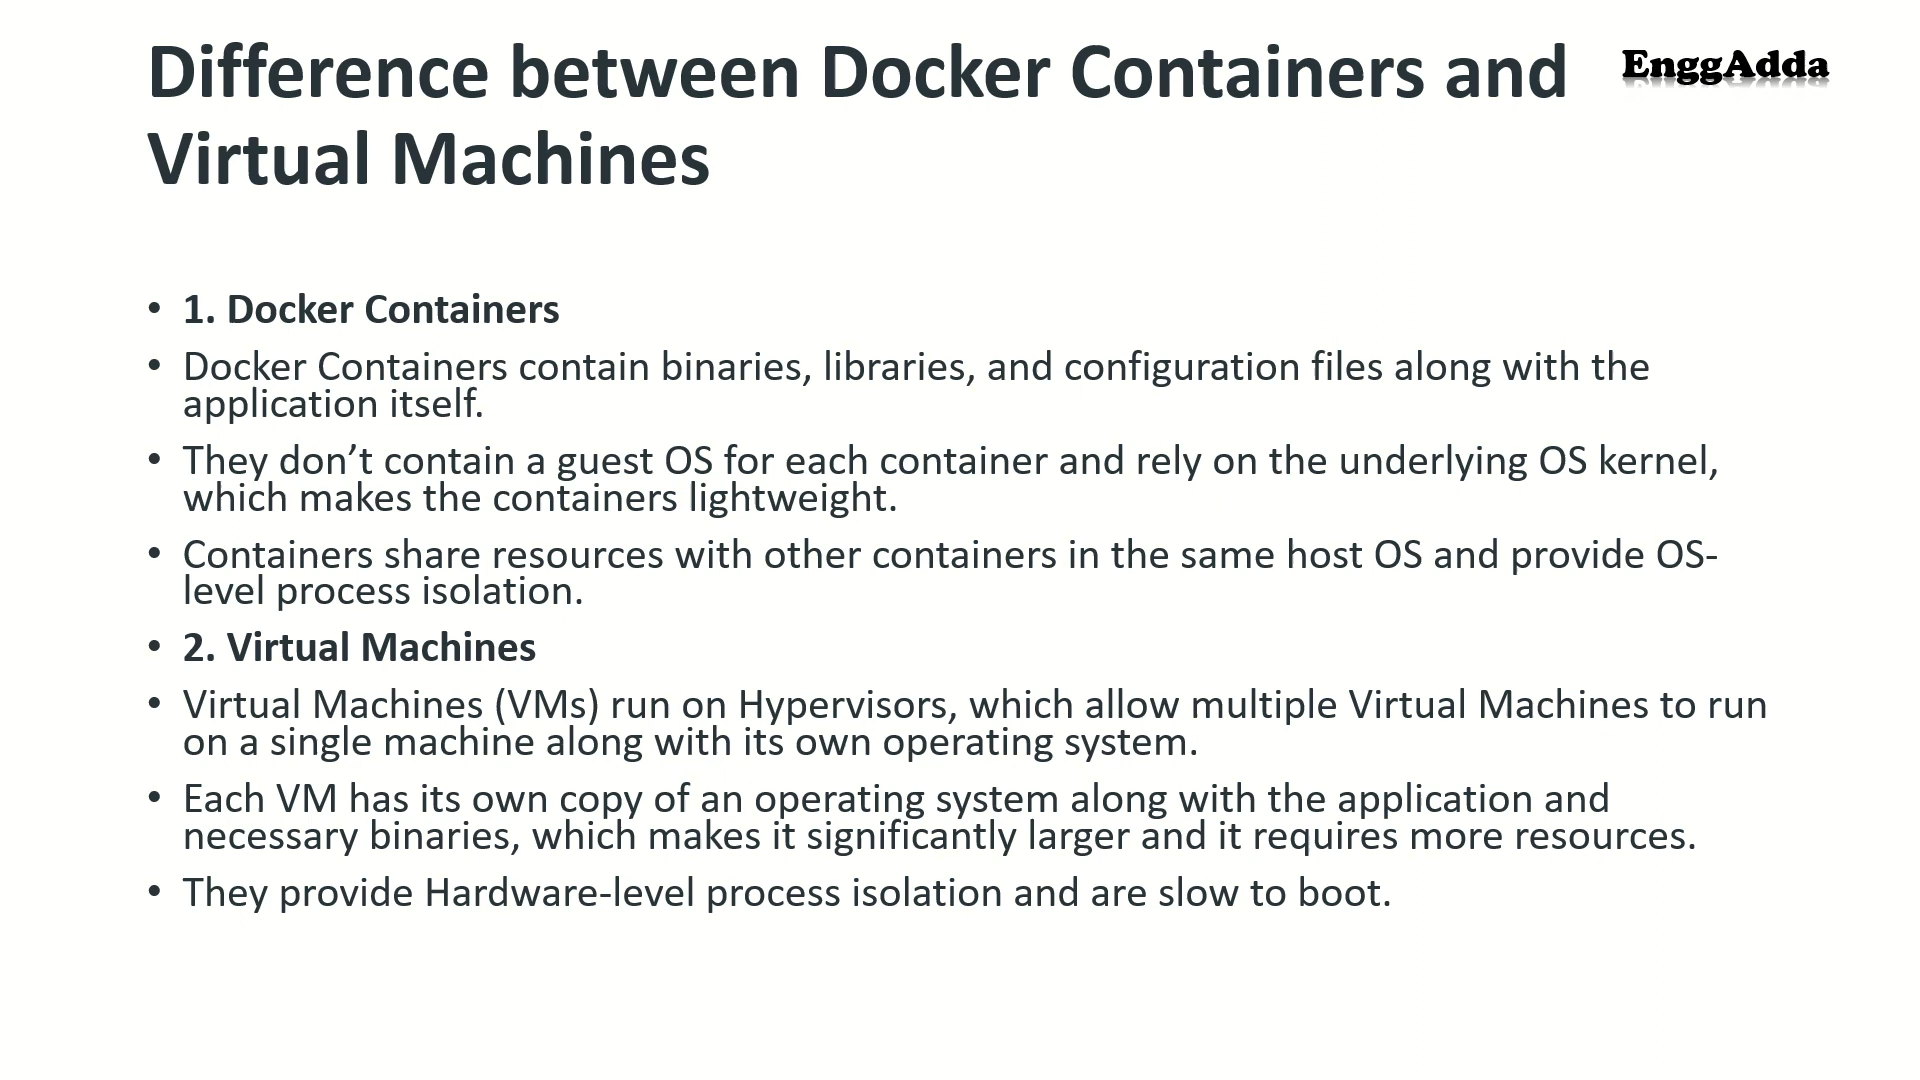 Difference between Docker Containers and
Virtual Machines
EnggAdda
• 1. Docker Containers
• Docker Containers contain binaries, libraries, and configuration files along with the
application itself.
• They don’t contain a guest OS for each container and rely on the underlying OS kernel,
which makes the containers lightweight.
• Containers share resources with other containers in the same host OS and provide OS-
level process isolation.
• 2. Virtual Machines
• Virtual Machines (VMs) run on Hypervisors, which allow multiple Virtual Machines to run
on a single machine along with its own operating system.
• Each VM has its own copy of an operating system along with the application and
necessary binaries, which makes it significantly larger and it requires more resources.
• They provide Hardware-level process isolation and are slow to boot.